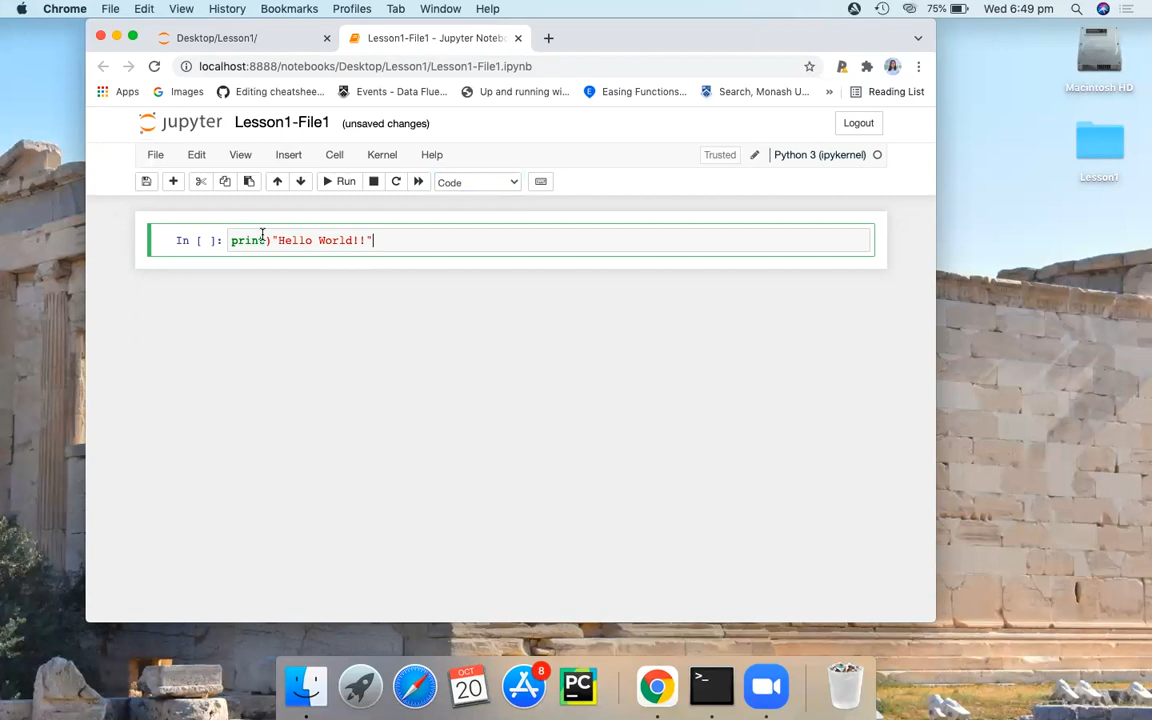 Chrome File Edit View History Bookmarks Profiles Tab Window Help 75% Wed 6:49 pm
Desktop/Lesson1/ Lesson1-File1 - Jupyter Notebo
localhost:8888/notebooks/Desktop/Lesson1/Lesson1-File1.ipynb
Apps Images Editing cheatshee... Events - Data Flue... Up and running wi... Easing Functions... Search, Monash U... » Reading List
Macintosh HD
jupyter Lesson1-File1 (unsaved changes) Logout
File Edit View Insert Cell Kernel Help Trusted Python 3 (ipykernel)
Lesson1
Run Code
In [ ]: print)"Hello World!!"
8
OCT
20
PC
>_